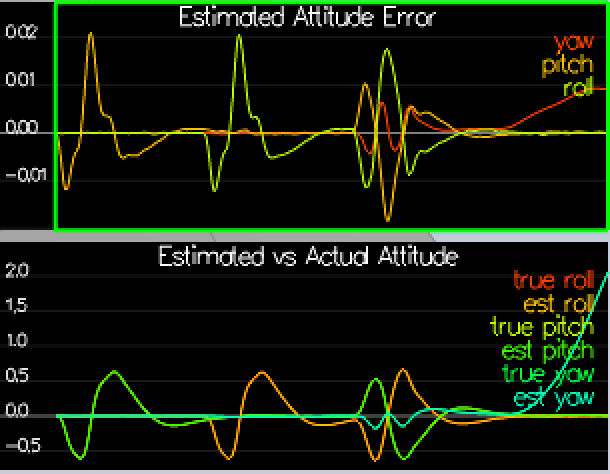 Estimated Attitude Error
0.02
yaw
pitch
0.01
roll
0.00
-0.01
Estimated vs Actual Attitude
2.0
true roll
1.5
est roll
true pitch
1.0
est pitch
0.5
true yaw
est yaw
0.0
-0.5